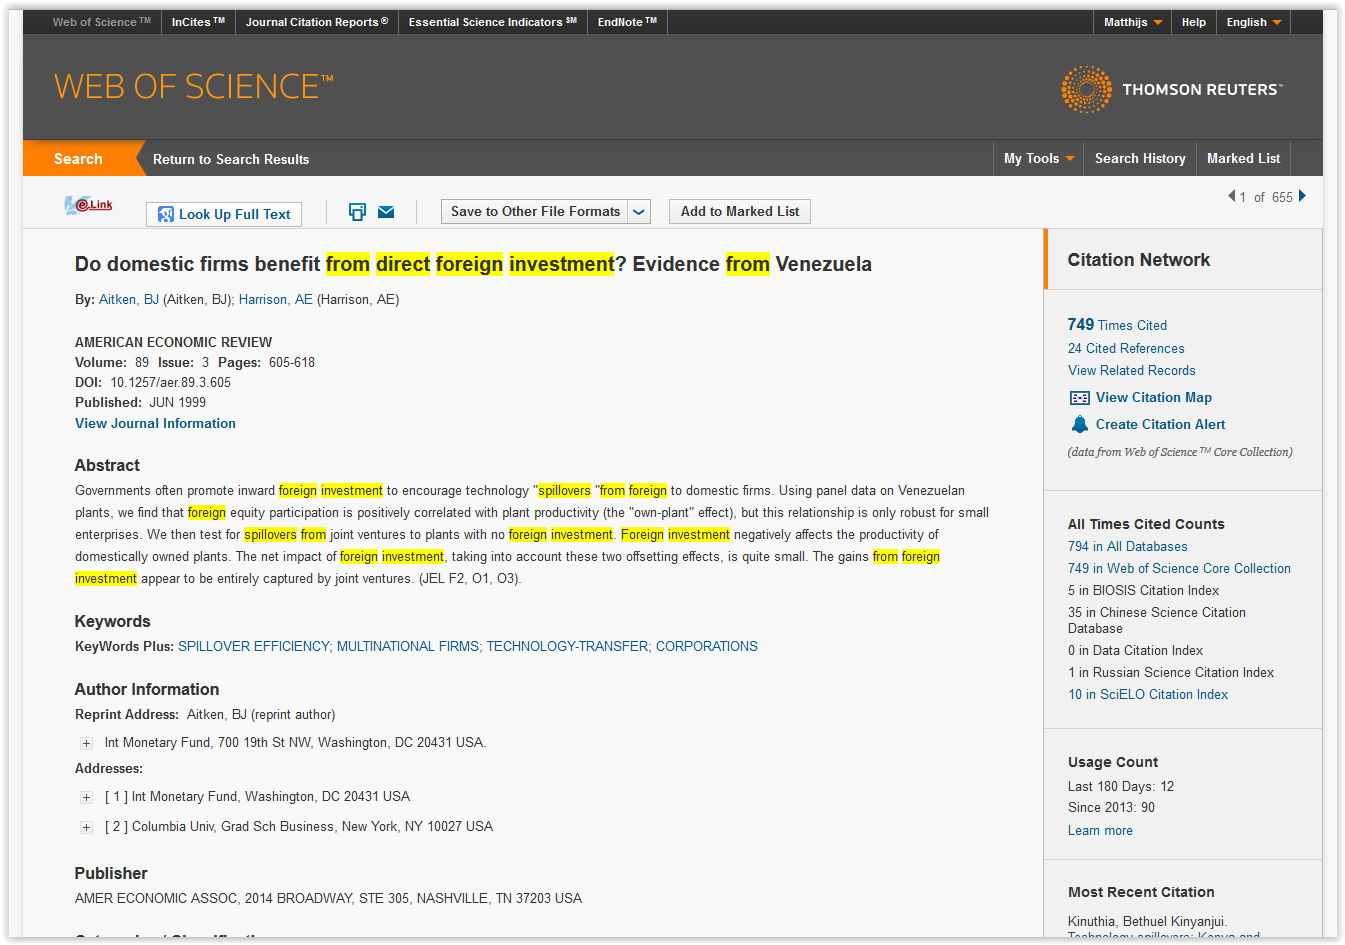 Web of Science™ InCites™ Journal Citation Reports® Essential Science Indicators℠ EndNote™ Matthijs Help English
WEB OF SCIENCE™
THOMSON REUTERS™
Search Return to Search Results My Tools Search History Marked List
e-Link Look Up Full Text Save to Other File Formats Add to Marked List 1 of 655
Do domestic firms benefit from direct foreign investment? Evidence from Venezuela
By: Aitken, BJ (Aitken, BJ); Harrison, AE (Harrison, AE)
AMERICAN ECONOMIC REVIEW
Volume: 89 Issue: 3 Pages: 605-618
DOI: 10.1257/aer.89.3.605
Published: JUN 1999
View Journal Information
Abstract
Governments often promote inward foreign investment to encourage technology "spillovers "from foreign to domestic firms. Using panel data on Venezuelan
plants, we find that foreign equity participation is positively correlated with plant productivity (the "own-plant" effect), but this relationship is only robust for small
enterprises. We then test for spillovers from joint ventures to plants with no foreign investment. Foreign investment negatively affects the productivity of
domestically owned plants. The net impact of foreign investment, taking into account these two offsetting effects, is quite small. The gains from foreign
investment appear to be entirely captured by joint ventures. (JEL F2, O1, O3).
Keywords
KeyWords Plus: SPILLOVER EFFICIENCY; MULTINATIONAL FIRMS; TECHNOLOGY-TRANSFER; CORPORATIONS
Author Information
Reprint Address: Aitken, BJ (reprint author)
Int Monetary Fund, 700 19th St NW, Washington, DC 20431 USA.
Addresses:
[ 1 ] Int Monetary Fund, Washington, DC 20431 USA
[ 2 ] Columbia Univ, Grad Sch Business, New York, NY 10027 USA
Publisher
AMER ECONOMIC ASSOC, 2014 BROADWAY, STE 305, NASHVILLE, TN 37203 USA
Citation Network
749 Times Cited
24 Cited References
View Related Records
View Citation Map
Create Citation Alert
(data from Web of Science™ Core Collection)
All Times Cited Counts
794 in All Databases
749 in Web of Science Core Collection
5 in BIOSIS Citation Index
35 in Chinese Science Citation
Database
0 in Data Citation Index
1 in Russian Science Citation Index
10 in SciELO Citation Index
Usage Count
Last 180 Days: 12
Since 2013: 90
Learn more
Most Recent Citation
Kinuthia, Bethuel Kinyanjui.
Technology spillovers: Kenya and